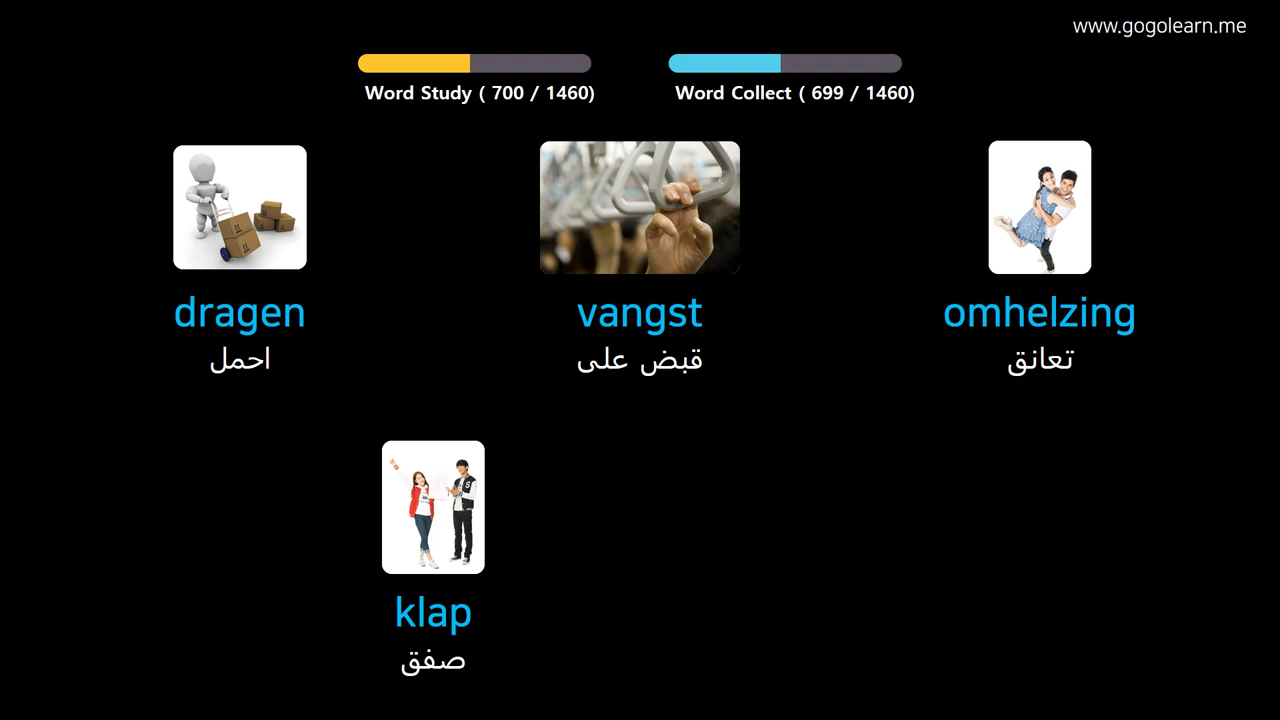 www.gogolearn.me
Word Study ( 700 / 1460)
Word Collect ( 699 / 1460)
dragen
احمل
vangst
قبض على
omhelzing
تعانق
klap
صفق